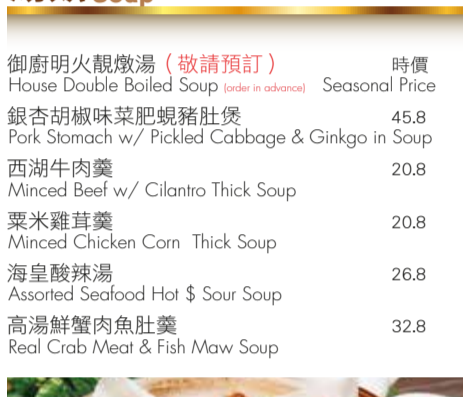 Soup
御廚明火靚燉湯（敬請預訂） 時價
House Double Boiled Soup (order in advance) Seasonal Price
銀杏胡椒味菜肥蜆豬肚煲 45.8
Pork Stomach w/ Pickled Cabbage & Ginkgo in Soup
西湖牛肉羹 20.8
Minced Beef w/ Cilantro Thick Soup
粟米雞茸羹 20.8
Minced Chicken Corn Thick Soup
海皇酸辣湯 26.8
Assorted Seafood Hot $ Sour Soup
高湯鮮蟹肉魚肚羹 32.8
Real Crab Meat & Fish Maw Soup